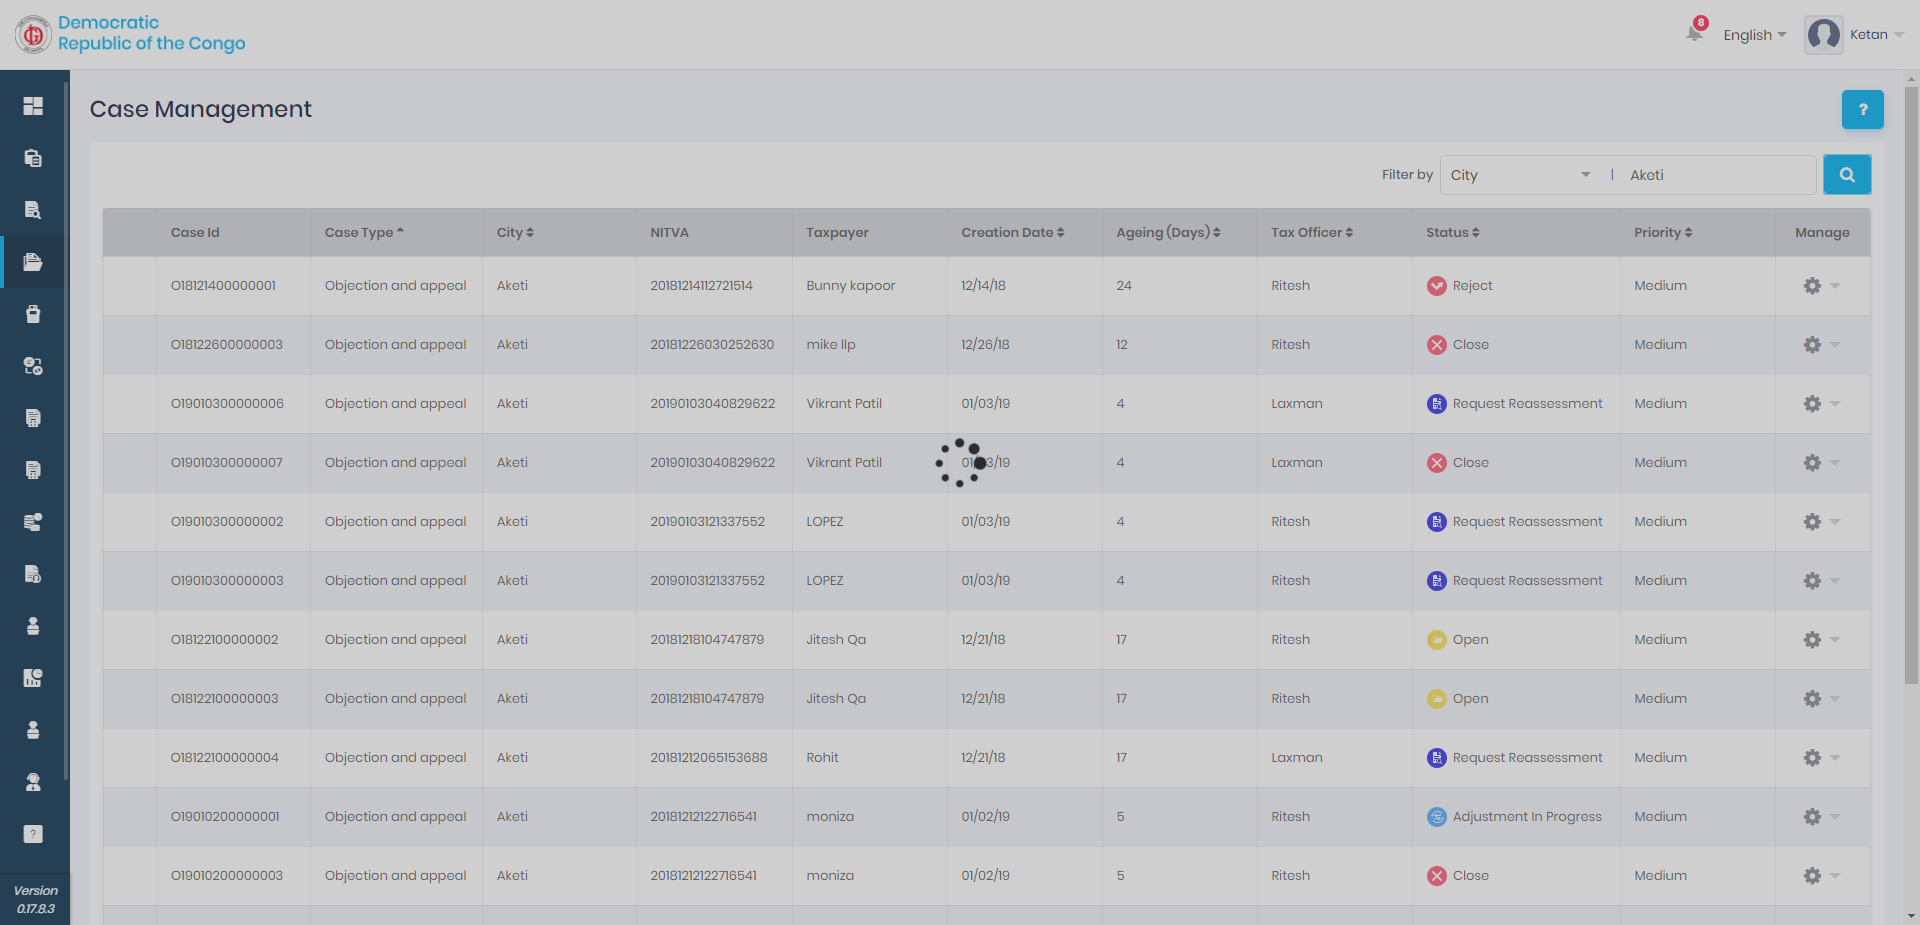 Democratic
Republic of the Congo
8
English
Ketan
Case Management
?
Filter by City | Aketi
Case Id Case Type City NITVA Taxpayer Creation Date Ageing (Days) Tax Officer Status Priority Manage
O18121400000001 Objection and appeal Aketi 20181214112721514 Bunny kapoor 12/14/18 24 Ritesh Reject Medium
O18122600000003 Objection and appeal Aketi 20181226030252630 mike llp 12/26/18 12 Ritesh Close Medium
O19010300000006 Objection and appeal Aketi 20190103040829622 Vikrant Patil 01/03/19 4 Laxman Request Reassessment Medium
O19010300000007 Objection and appeal Aketi 20190103040829622 Vikrant Patil 4 Laxman Close Medium
O19010300000002 Objection and appeal Aketi 20190103121337552 LOPEZ 01/03/19 4 Ritesh Request Reassessment Medium
O19010300000003 Objection and appeal Aketi 20190103121337552 LOPEZ 01/03/19 4 Ritesh Request Reassessment Medium
O18122100000002 Objection and appeal Aketi 20181218104747879 Jitesh Qa 12/21/18 17 Ritesh Open Medium
O18122100000003 Objection and appeal Aketi 20181218104747879 Jitesh Qa 12/21/18 17 Ritesh Open Medium
O18122100000004 Objection and appeal Aketi 20181212065153688 Rohit 12/21/18 17 Laxman Request Reassessment Medium
O19010200000001 Objection and appeal Aketi 20181212122716541 moniza 01/02/19 5 Ritesh Adjustment In Progress Medium
O19010200000003 Objection and appeal Aketi 20181212122716541 moniza 01/02/19 5 Ritesh Close Medium
?
Version
0.17.8.3